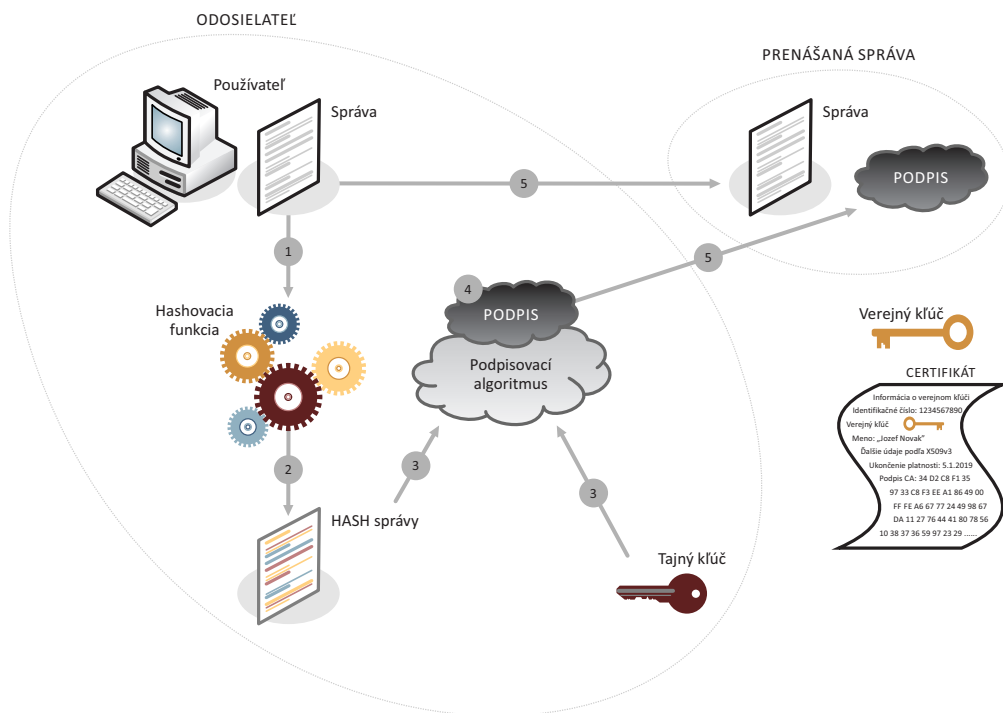 ODOSIELATEĽ
PRENÁŠANÁ SPRÁVA
Používateľ
Správa
Správa
PODPIS
5
1
5
4
PODPIS
Hashovacia
funkcia
Podpisovací
algoritmus
Verejný kľúč
CERTIFIKÁT
Informácia o verejnom kľúči
Identifikačné číslo: 1234567890
Verejný kľúč
Meno: „Jozef Novak"
Ďalšie údaje podľa X509v3
Ukončenie platnosti: 5.1.2019
Podpis CA: 34 D2 C8 F1 35
97 33 C8 F3 EE A1 86 49 00
FF FE A6 67 77 24 49 98 67
DA 11 27 76 44 41 80 78 56
10 38 37 36 59 97 23 29 ......
2
3
3
HASH správy
Tajný kľúč